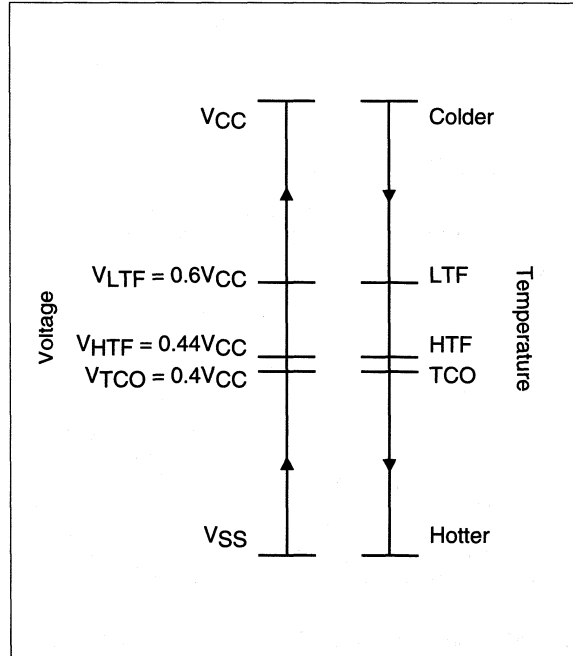 VCC
Colder
VLTF = 0.6VCC
LTF
Voltage
Temperature
VHTF = 0.44VCC
HTF
VTCO = 0.4VCC
TCO
VSS
Hotter